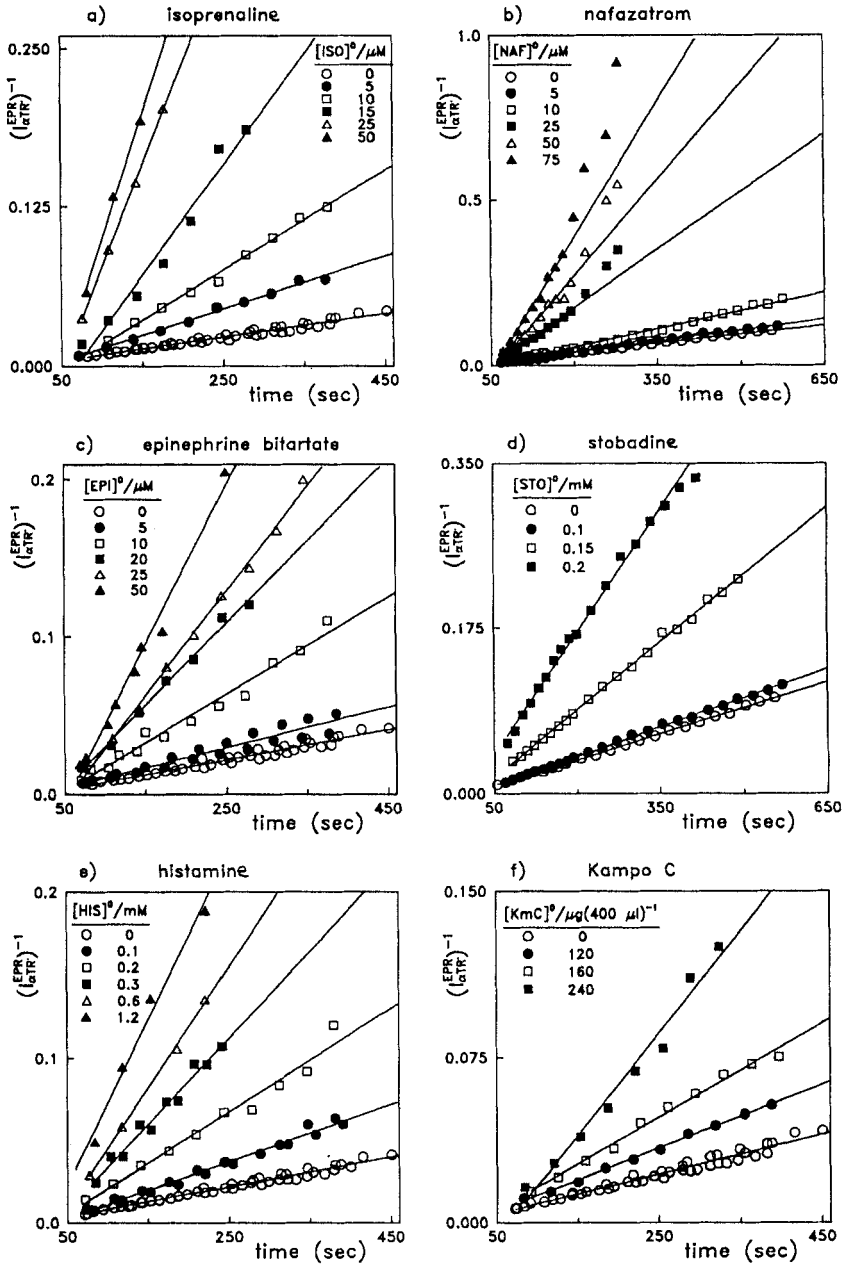 a) isoprenaline
(I^EPR_αTR·)^-1
0.250
0.125
0.000
50 250 450
time (sec)
[ISO]⁰/μM
0
5
10
15
25
50
b) nafazatrom
(I^EPR_αTR·)^-1
1.0
0.5
0.0
50 350 650
time (sec)
[NAF]⁰/μM
0
5
10
25
50
75
c) epinephrine bitartate
(I^EPR_αTR·)^-1
0.2
0.1
0.0
50 250 450
time (sec)
[EPI]⁰/μM
0
5
10
20
25
50
d) stobadine
(I^EPR_αTR·)^-1
0.350
0.175
0.000
50 350 650
time (sec)
[STO]⁰/mM
0
0.1
0.15
0.2
e) histamine
(I^EPR_αTR·)^-1
0.2
0.1
0.0
50 250 450
time (sec)
[HIS]⁰/mM
0
0.1
0.2
0.3
0.6
1.2
f) Kampo C
(I^EPR_αTR·)^-1
0.150
0.075
0.000
50 250 450
time (sec)
[KmC]⁰/μg(400 μl)^-1
0
120
160
240